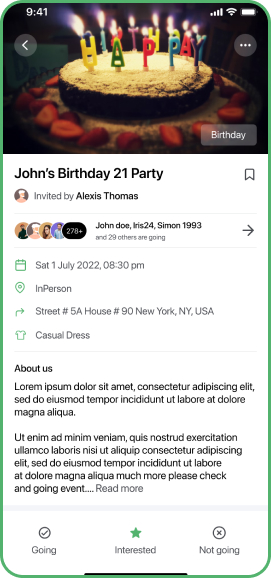 9:41
HAPPAY
Birthday
John's Birthday 21 Party
Invited by Alexis Thomas
278+
John doe, Iris24, Simon 1993
and 29 others are going
Sat 1 July 2022, 08:30 pm
InPerson
Street # 5A House # 90 New York, NY, USA
Casual Dress
About us
Lorem ipsum dolor sit amet, consectetur adipiscing elit,
sed do eiusmod tempor incididunt ut labore et dolore
magna aliqua.
Ut enim ad minim veniam, quis nostrud exercitation
ullamco laboris nisi ut aliquip consectetur adipiscing
elit, sed do eiusmod tempor incididunt ut labore
at dolore magna aliqua much more please check
and going event.... Read more
Going
Interested
Not going